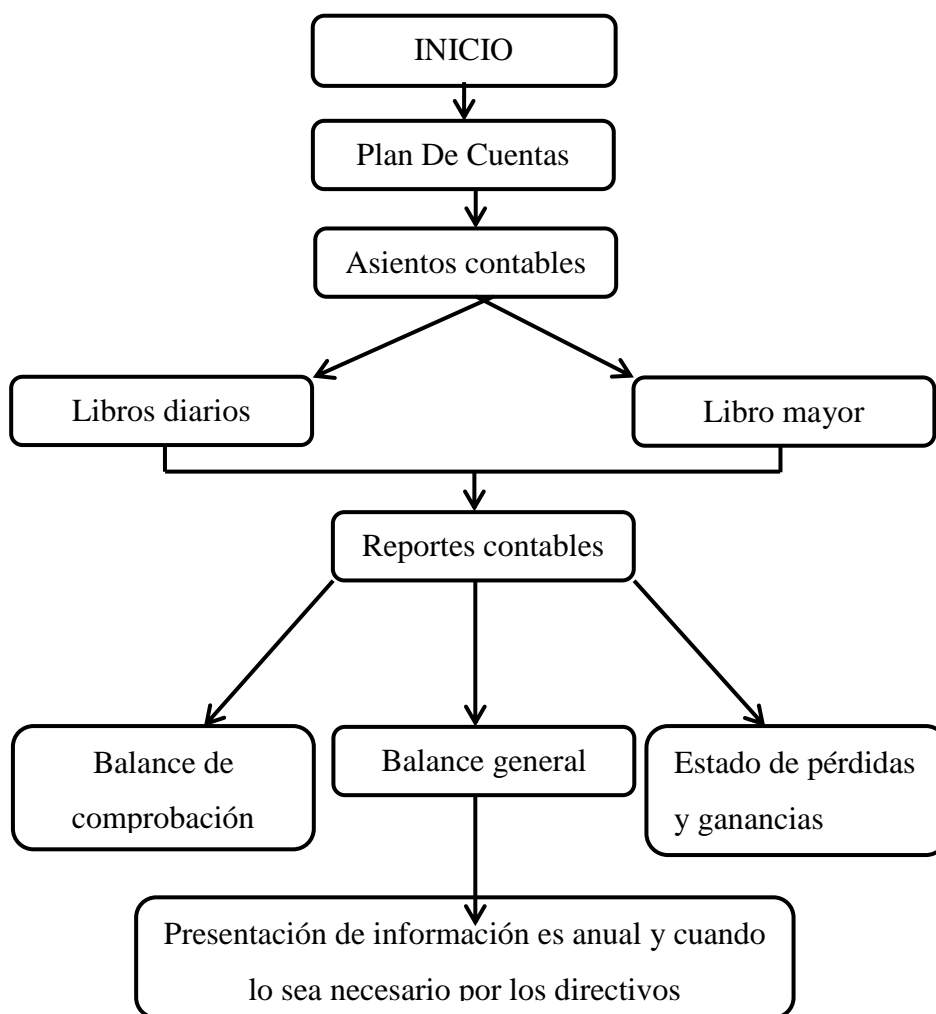 INICIO
Plan De Cuentas
Asientos contables
Libros diarios
Libro mayor
Reportes contables
Balance de
comprobación
Balance general
Estado de pérdidas
y ganancias
Presentación de información es anual y cuando
lo sea necesario por los directivos